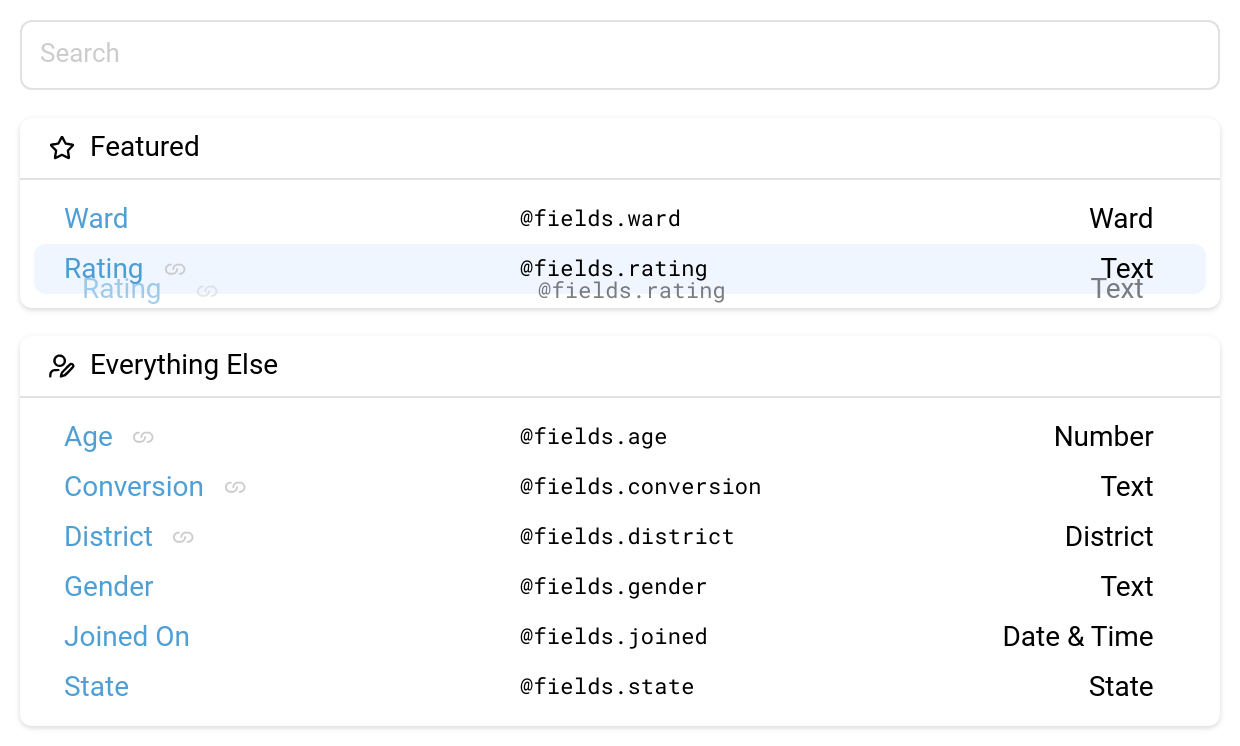 Search
Featured
Ward @fields.ward Ward
Rating @fields.rating Text
Rating @fields.rating Text
Everything Else
Age @fields.age Number
Conversion @fields.conversion Text
District @fields.district District
Gender @fields.gender Text
Joined On @fields.joined Date & Time
State @fields.state State